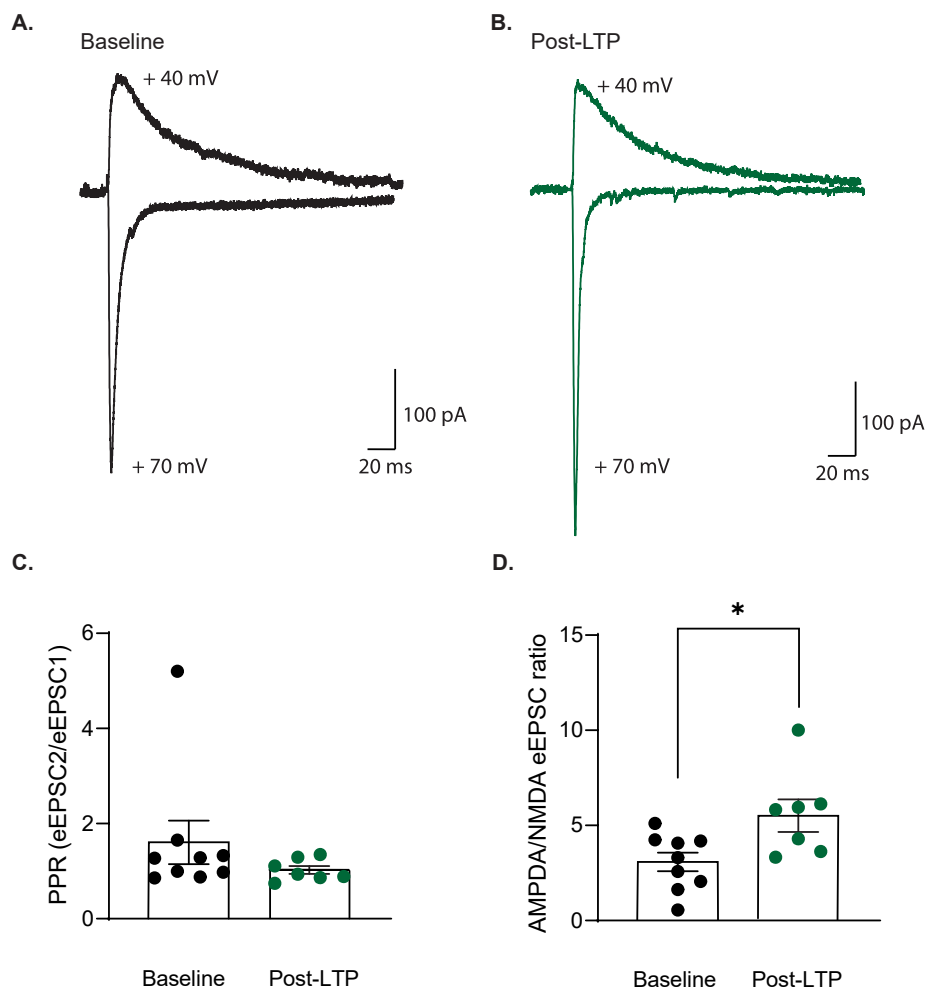 A.
Baseline
+ 40 mV
100 pA
20 ms
+ 70 mV
B.
Post-LTP
+ 40 mV
100 pA
20 ms
+ 70 mV
C.
PPR (eEPSC2/eEPSC1)
6
4
2
0
Baseline
Post-LTP
D.
AMPDA/NMDA eEPSC ratio
15
10
5
0
*
Baseline
Post-LTP